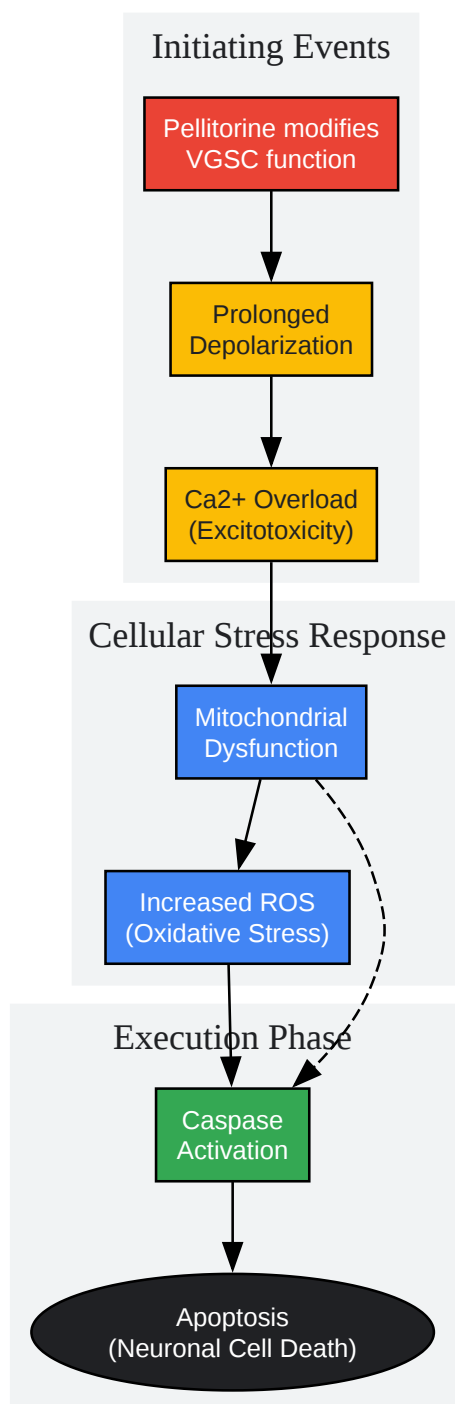 Initiating Events
Pellitorine modifies
VGSC function
Prolonged
Depolarization
Ca2+ Overload
(Excitotoxicity)
Cellular Stress Response
Mitochondrial
Dysfunction
Increased ROS
(Oxidative Stress)
Execution Phase
Caspase
Activation
Apoptosis
(Neuronal Cell Death)